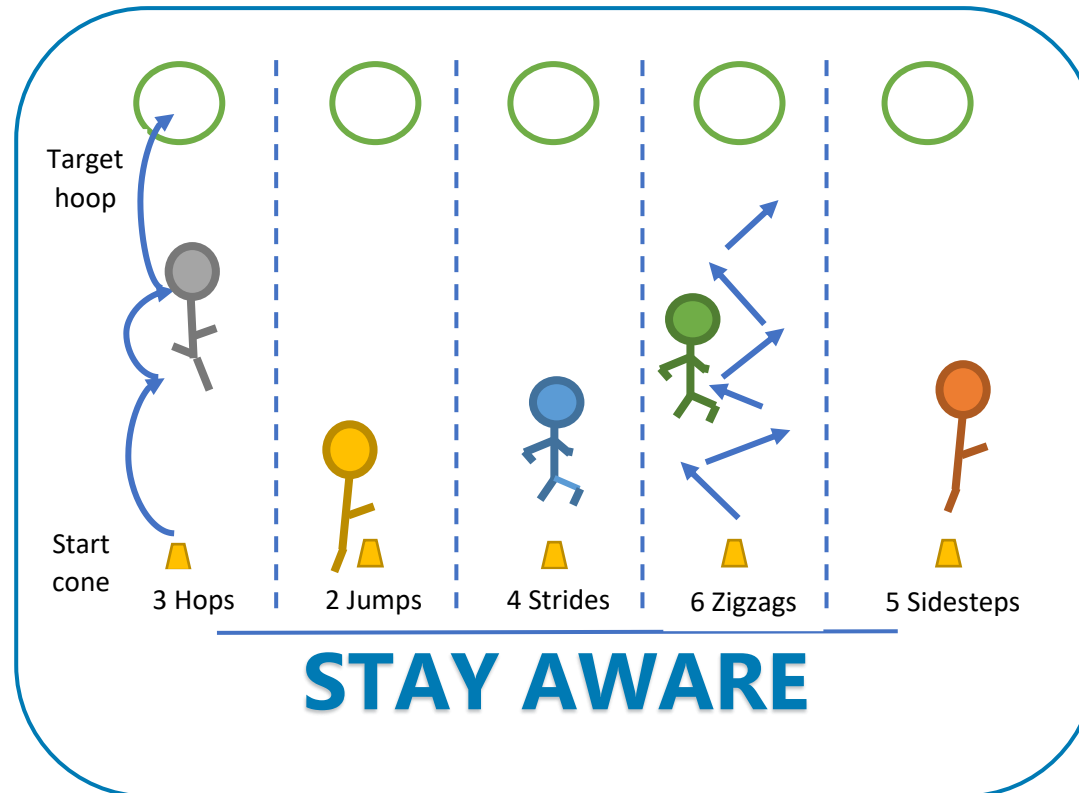 Target
hoop
Start
cone
3 Hops
2 Jumps
4 Strides
6 Zigzags
5 Sidesteps
STAY AWARE